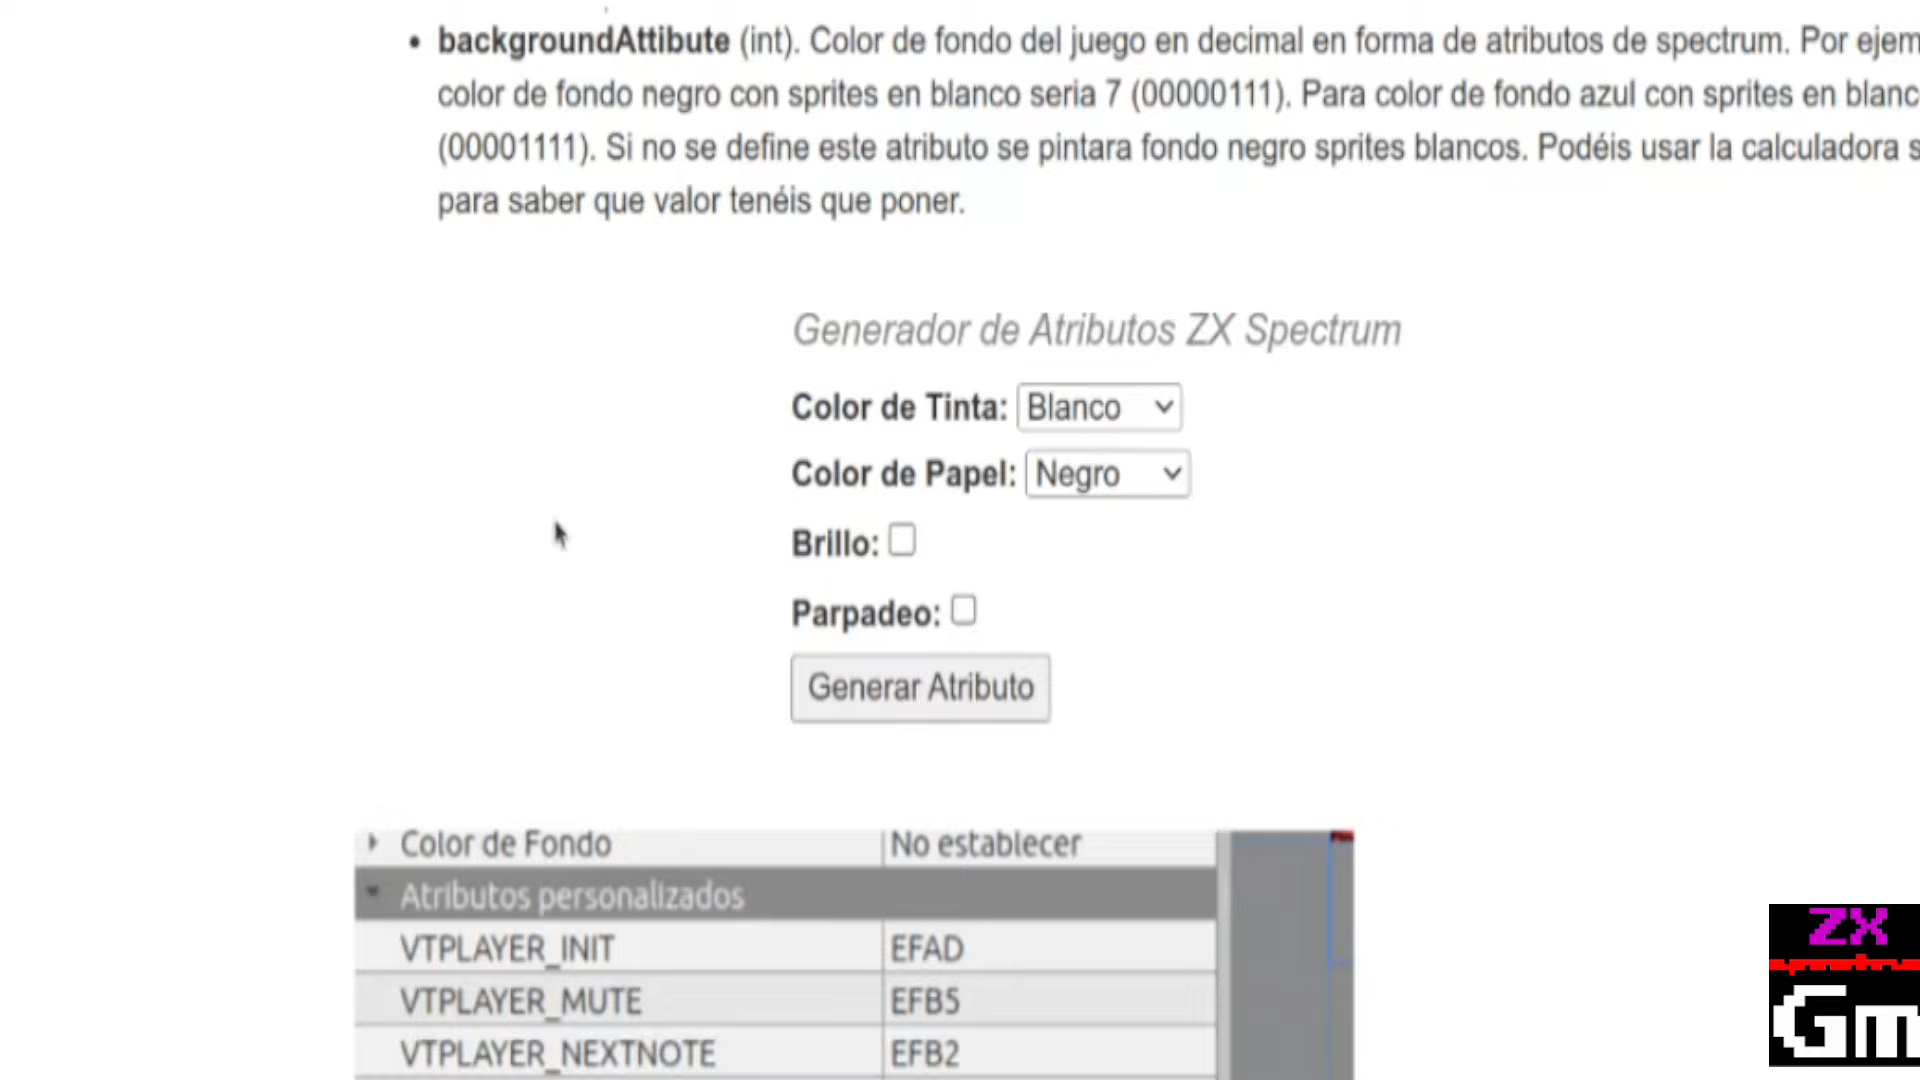 • backgroundAttibute (int). Color de fondo del juego en decimal en forma de atributos de spectrum. Por ejem
color de fondo negro con sprites en blanco seria 7 (00000111). Para color de fondo azul con sprites en blanc
(00001111). Si no se define este atributo se pintara fondo negro sprites blancos. Podéis usar la calculadora s
para saber que valor tenéis que poner.
Generador de Atributos ZX Spectrum
Color de Tinta: Blanco
Color de Papel: Negro
Brillo:
Parpadeo:
Generar Atributo
Color de Fondo No establecer
Atributos personalizados
VTPLAYER_INIT EFAD
VTPLAYER_MUTE EFB5
VTPLAYER_NEXTNOTE EFB2
ZX
Gm